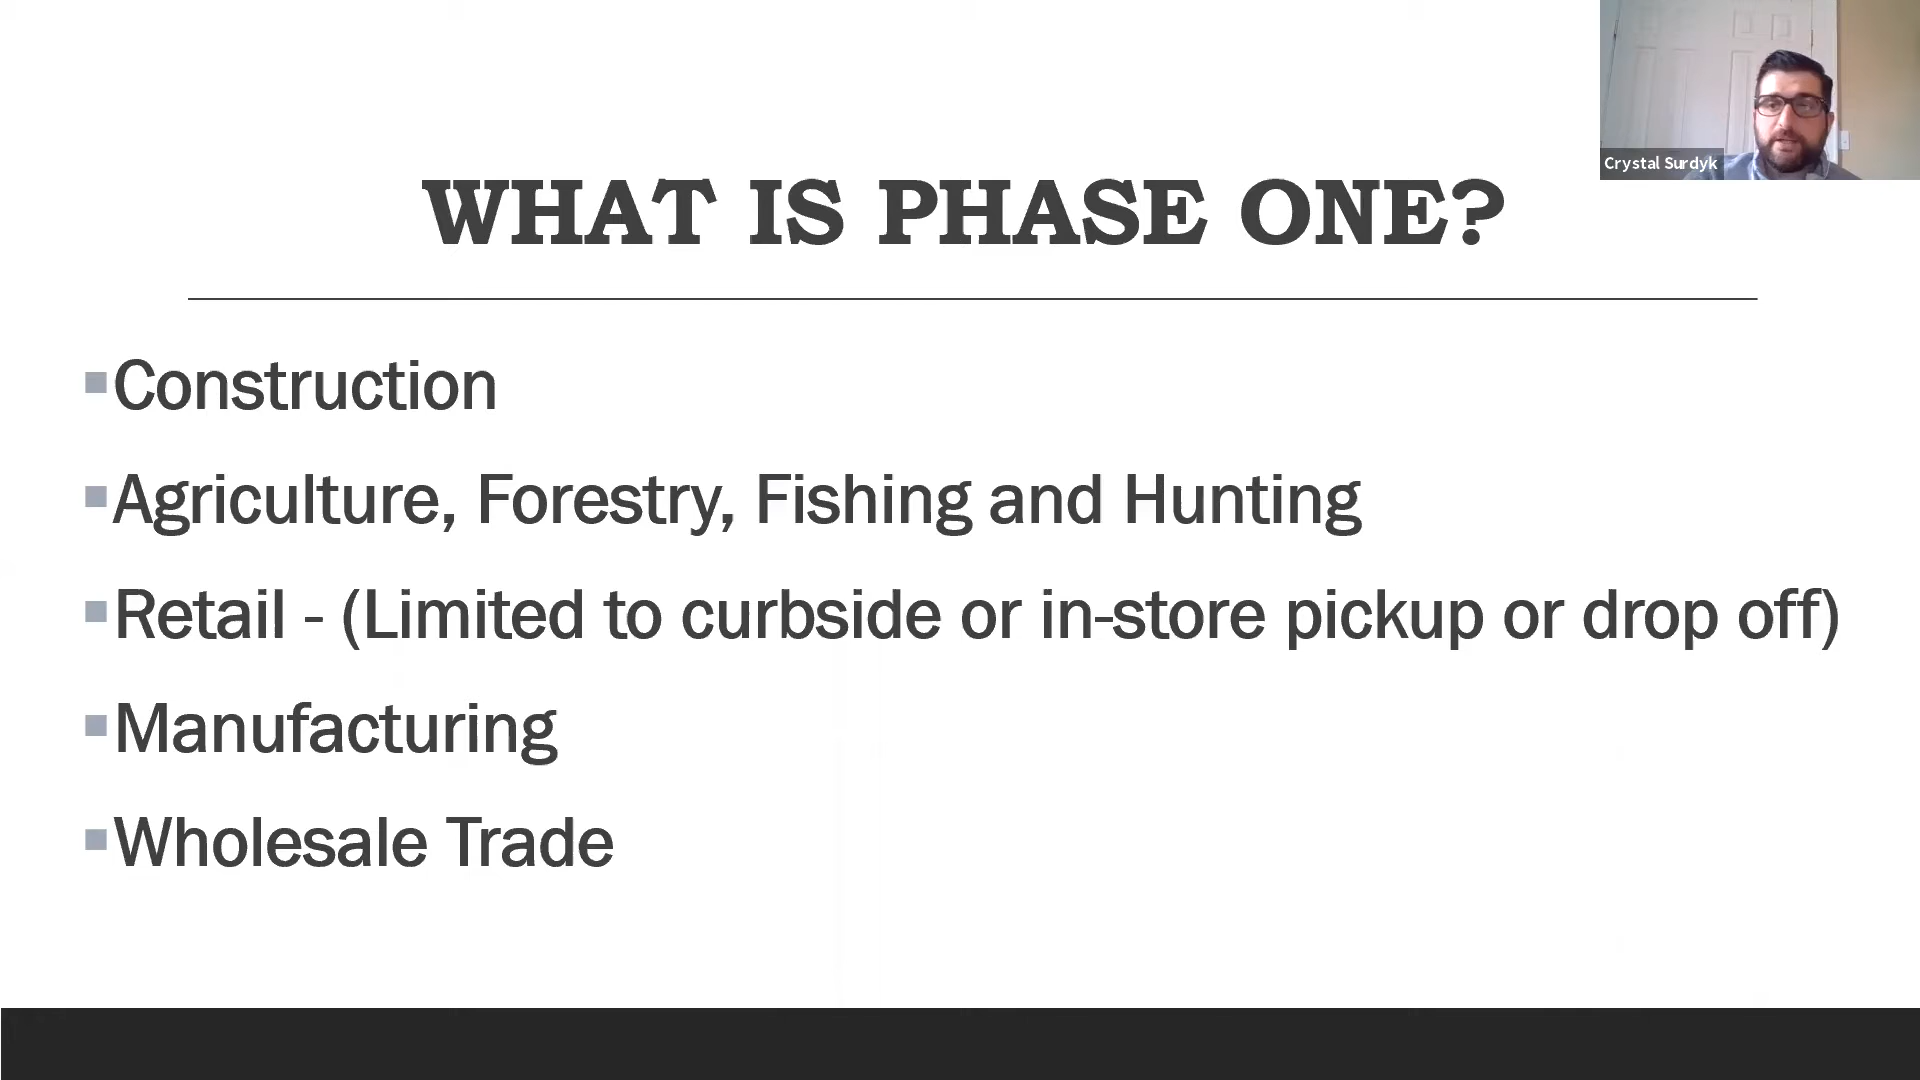 Crystal Surdyk
WHAT IS PHASE ONE?
Construction
Agriculture, Forestry, Fishing and Hunting
Retail - (Limited to curbside or in-store pickup or drop off)
Manufacturing
Wholesale Trade